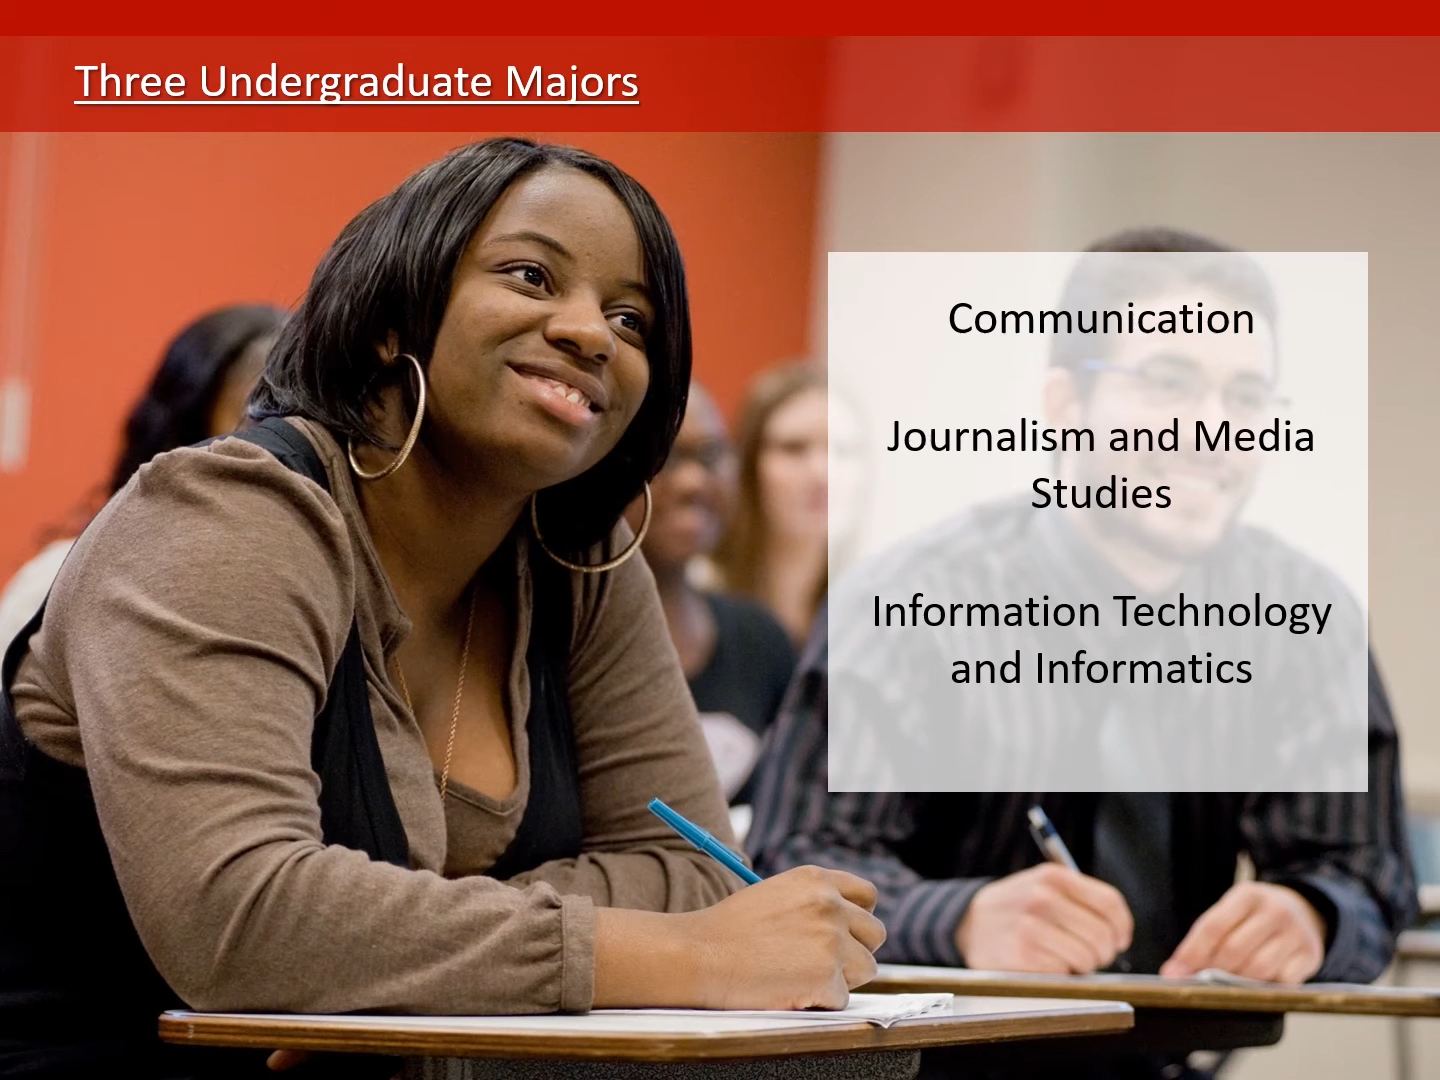 Three Undergraduate Majors
Communication
Journalism and Media
Studies
Information Technology
and Informatics